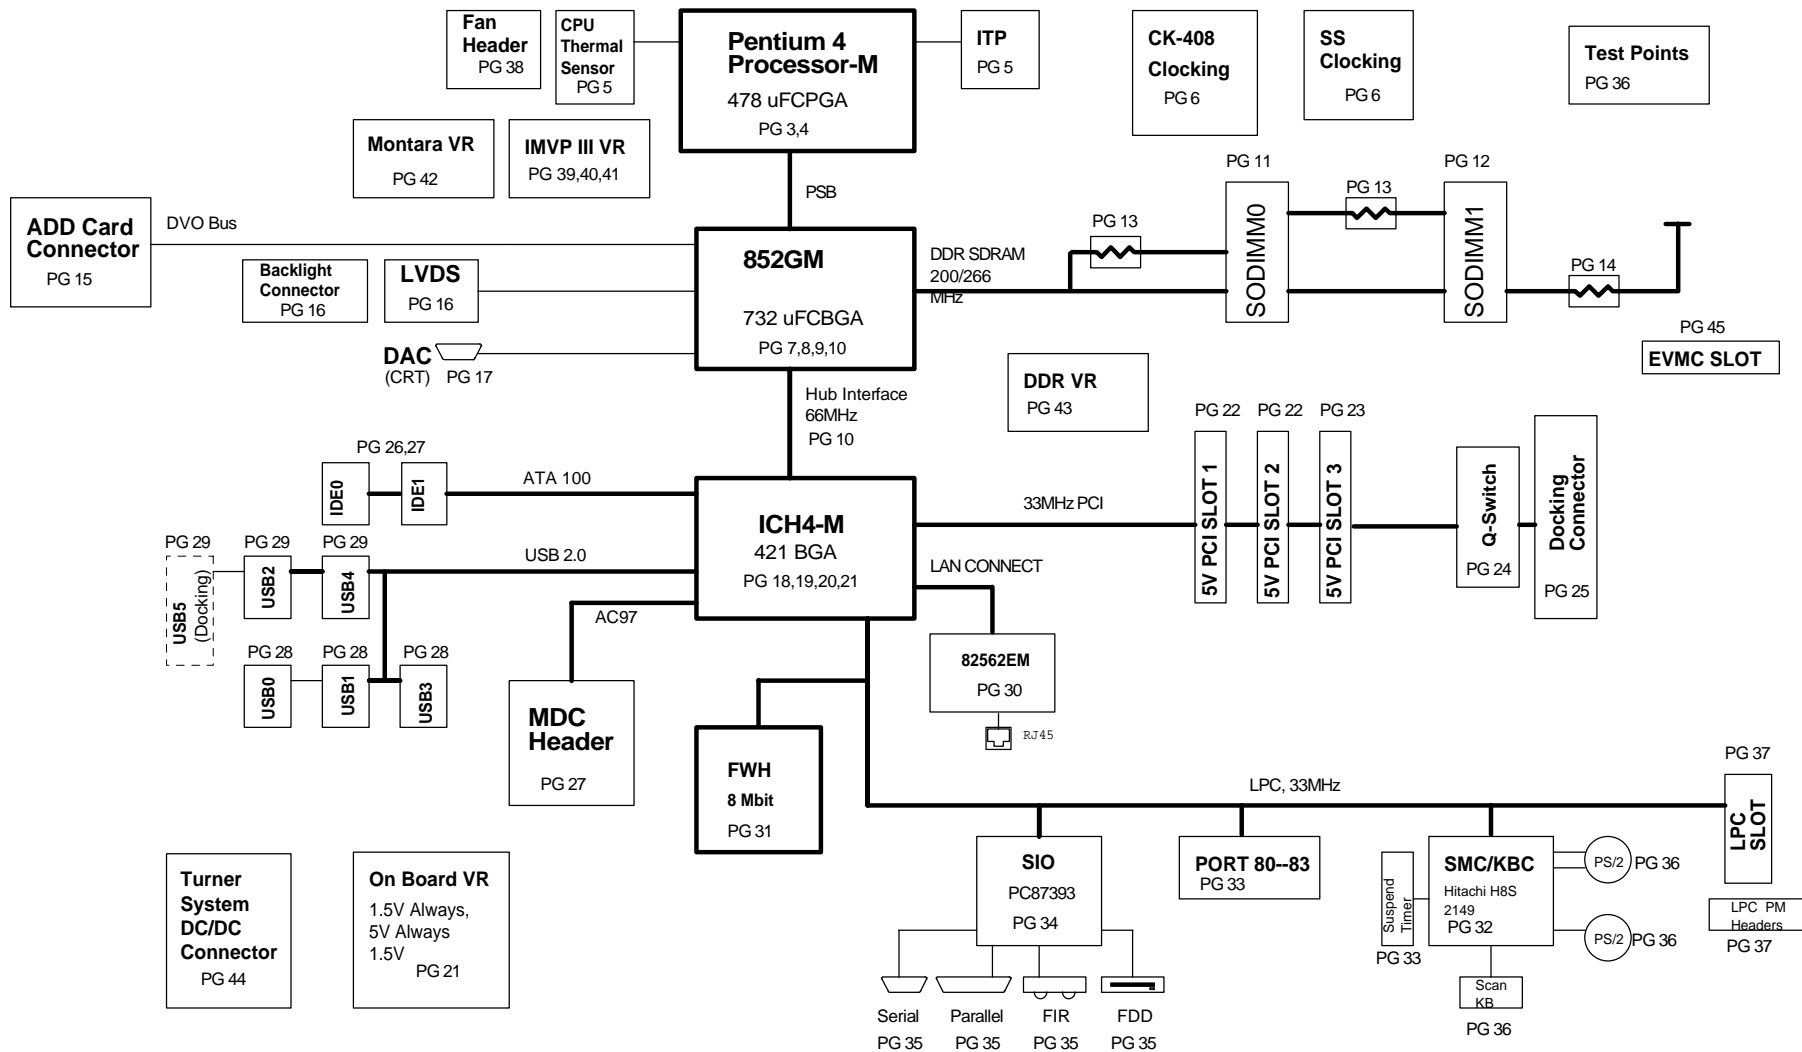 Fan
Header
PG 38
CPU
Thermal
Sensor
PG 5
Pentium 4
Processor-M
478 uFCPGA
PG 3,4
ITP
PG 5
CK-408
Clocking
PG 6
SS
Clocking
PG 6
Test Points
PG 36
Montara VR
PG 42
IMVP III VR
PG 39,40,41
PSB
PG 11
SODIMM0
PG 13
PG 12
SODIMM1
PG 13
PG 14
ADD Card
Connector
PG 15
DVO Bus
Backlight
Connector
PG 16
LVDS
PG 16
DAC
(CRT)
PG 17
852GM
732 uFCBGA
PG 7,8,9,10
DDR SDRAM
200/266
MHz
PG 45
EVMC SLOT
DDR VR
PG 43
Hub Interface
66MHz
PG 10
PG 26,27
IDE0
IDE1
ATA 100
ICH4-M
421 BGA
PG 18,19,20,21
33MHz PCI
PG 22
5V PCI SLOT 1
PG 22
5V PCI SLOT 2
PG 23
5V PCI SLOT 3
Q-Switch
PG 24
Docking
Connector
PG 25
PG 29
USB5
(Docking)
PG 29
USB2
PG 29
USB4
USB 2.0
LAN CONNECT
AC97
PG 28
USB0
PG 28
USB1
PG 28
USB3
MDC
Header
PG 27
82562EM
PG 30
RJ45
FWH
8 Mbit
PG 31
LPC, 33MHz
PG 37
LPC
SLOT
LPC PM
Headers
PG 37
Turner
System
DC/DC
Connector
PG 44
On Board VR
1.5V Always,
5V Always
1.5V
PG 21
SIO
PC87393
PG 34
PORT 80--83
PG 33
Suspend
Timer
PG 33
SMC/KBC
Hitachi H8S
2149
PG 32
PS/2
PG 36
PS/2
PG 36
Scan
KB
PG 36
Serial
PG 35
Parallel
PG 35
FIR
PG 35
FDD
PG 35